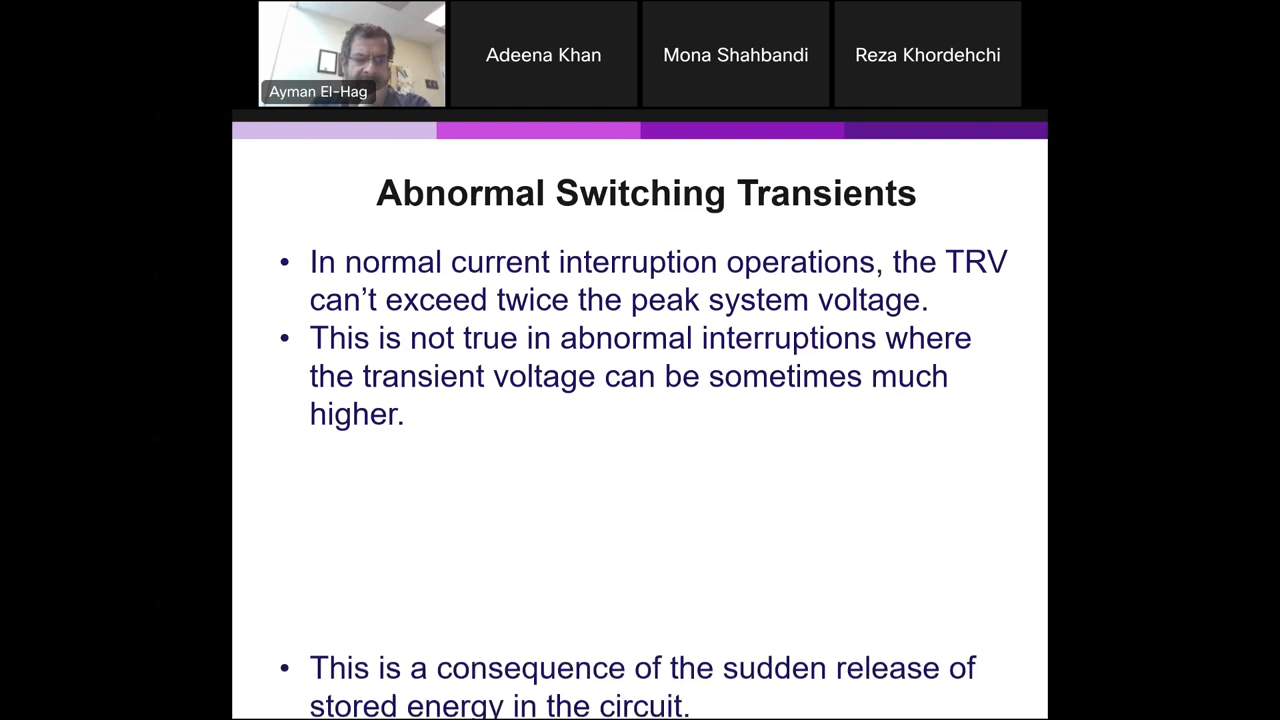 Ayman El-Hag
Adeena Khan
Mona Shahbandi
Reza Khordehchi
Abnormal Switching Transients
• In normal current interruption operations, the TRV
can’t exceed twice the peak system voltage.
• This is not true in abnormal interruptions where
the transient voltage can be sometimes much
higher.
• This is a consequence of the sudden release of
stored energy in the circuit.